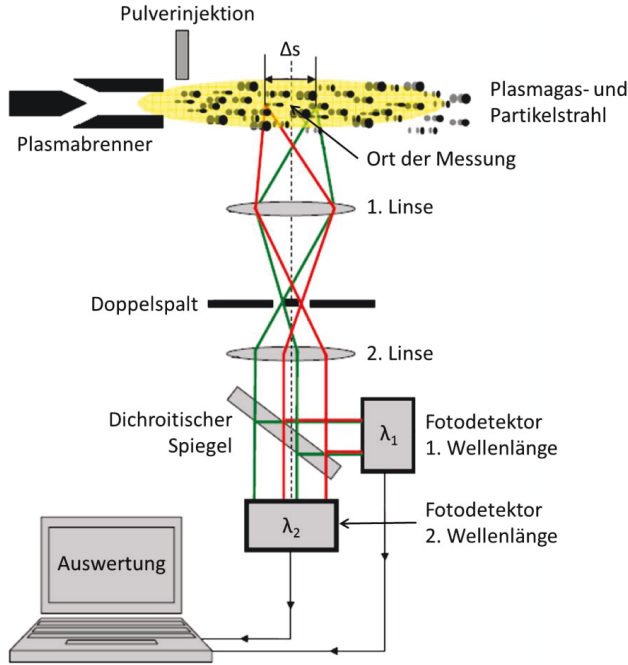 Pulverinjektion
Δs
Plasmabrenner
Plasmagas- und
Partikelstrahl
Ort der Messung
1. Linse
Doppelspalt
2. Linse
Dichroitischer
Spiegel
λ1
Fotodetektor
1. Wellenlänge
λ2
Fotodetektor
2. Wellenlänge
Auswertung